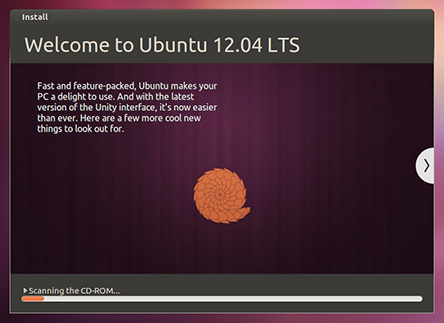 Install
Welcome to Ubuntu 12.04 LTS
Fast and feature-packed, Ubuntu makes your
PC a delight to use. And with the latest
version of the Unity interface, it's now easier
than ever. Here are a few more cool new
things to look out for.
Scanning the CD-ROM...